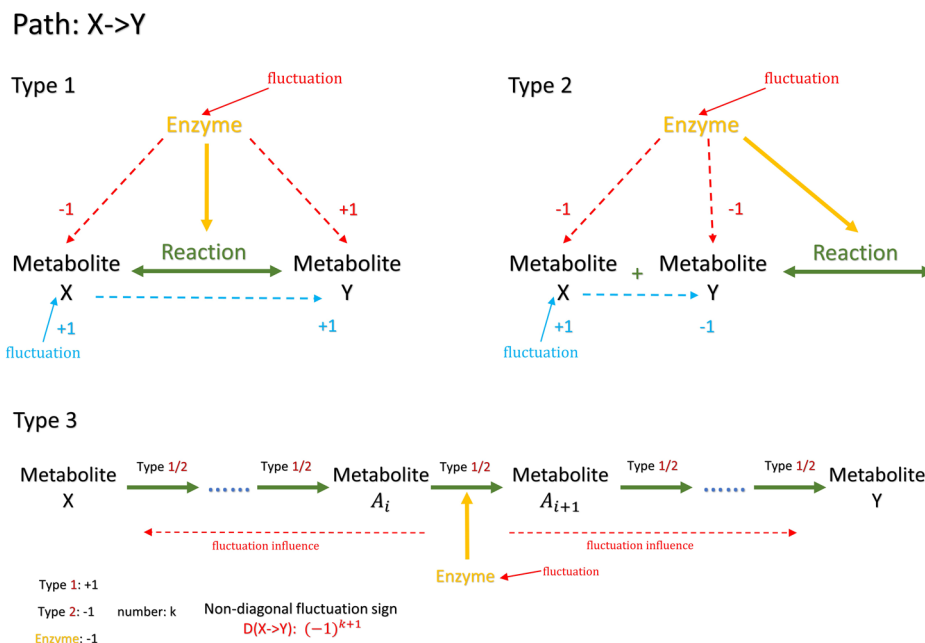 Path: X->Y
Type 1
fluctuation
Enzyme
-1
+1
Reaction
Metabolite
X
Metabolite
Y
+1
+1
fluctuation
Type 2
fluctuation
Enzyme
-1
-1
Metabolite
X
+
Metabolite
Y
Reaction
+1
-1
fluctuation
Type 3
Metabolite
X
Type 1/2
......
Type 1/2
Metabolite
A_i
Type 1/2
Metabolite
A_{i+1}
Type 1/2
......
Type 1/2
Metabolite
Y
fluctuation influence
fluctuation influence
Enzyme
fluctuation
Type 1: +1
Type 2: -1
number: k
Enzyme: -1
Non-diagonal fluctuation sign
D(X->Y): (-1)^{k+1}